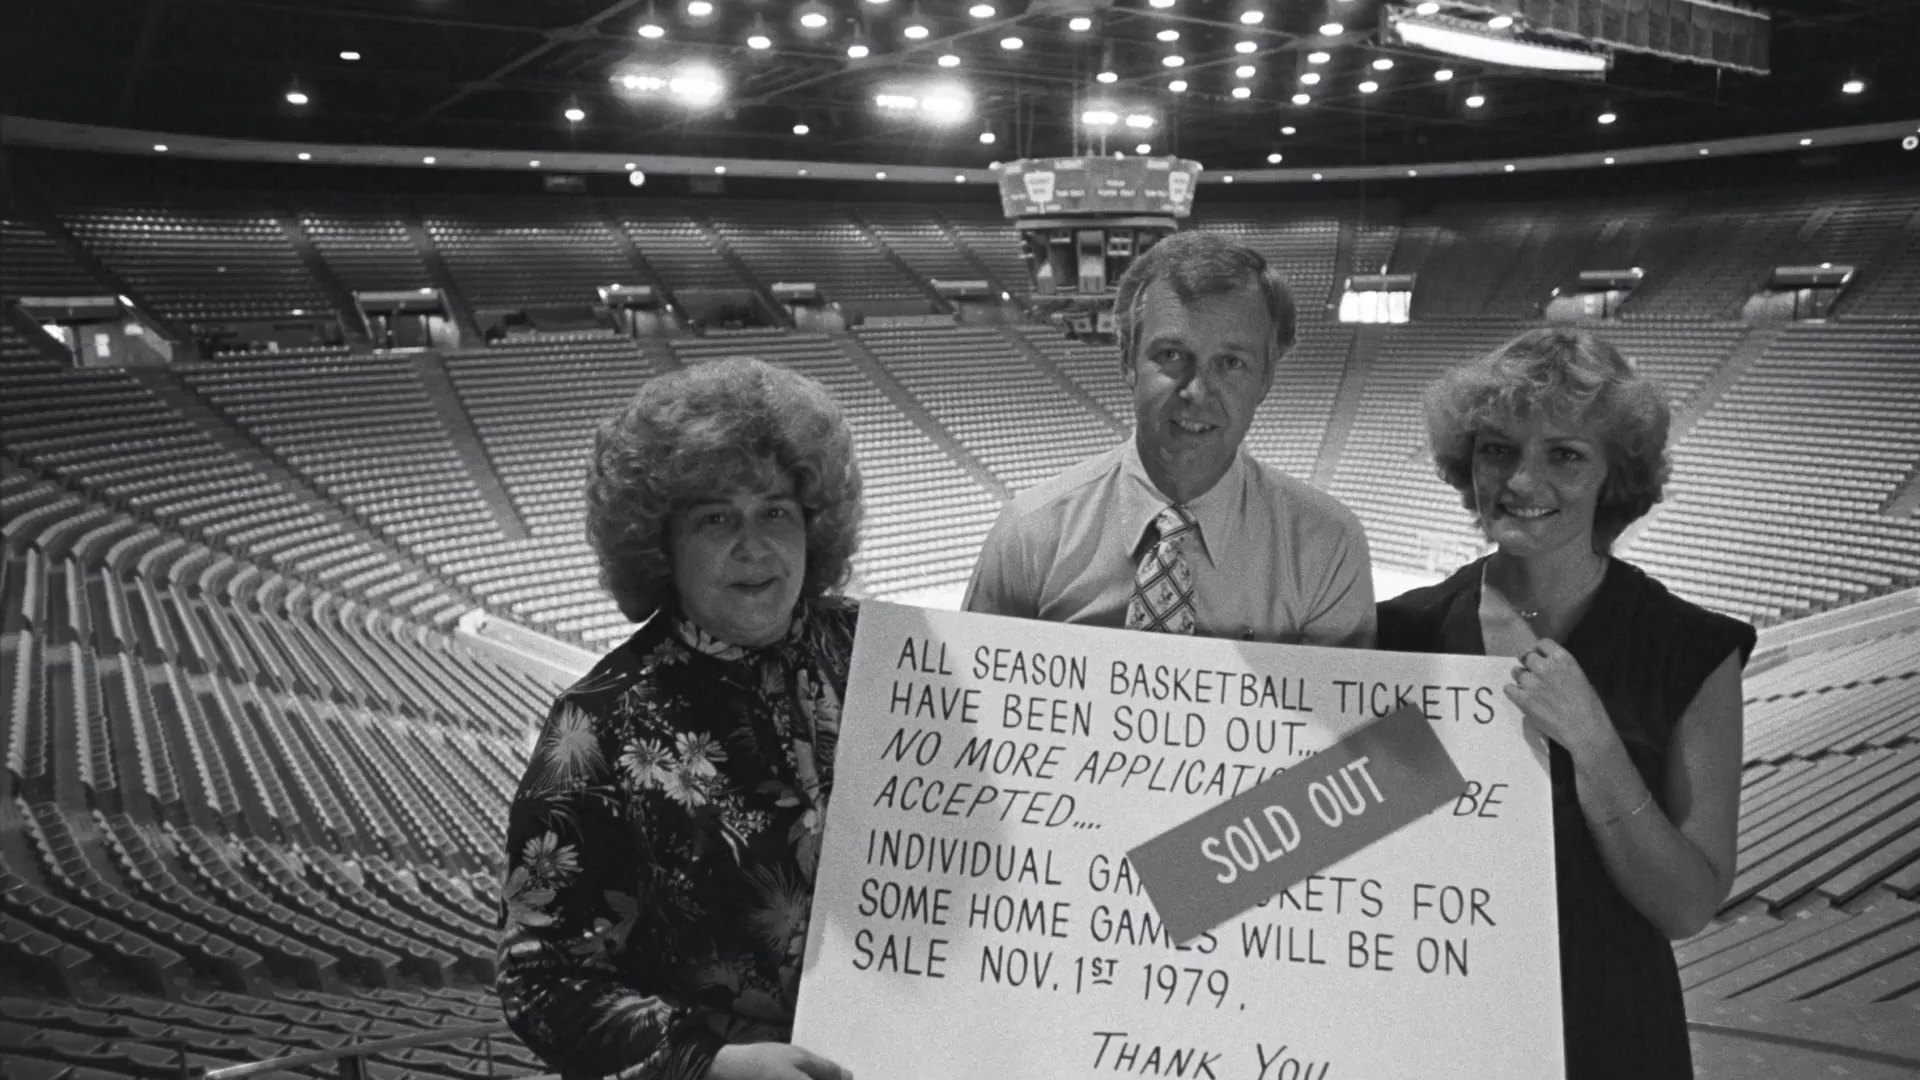 ALL SEASON BASKETBALL TICKETS
HAVE BEEN SOLD OUT...
NO MORE APPLICATI BE
ACCEPTED....
SOLD OUT
INDIVIDUAL GA KETS FOR
SOME HOME GAMES WILL BE ON
SALE NOV. 1ST 1979.
THANK YOU